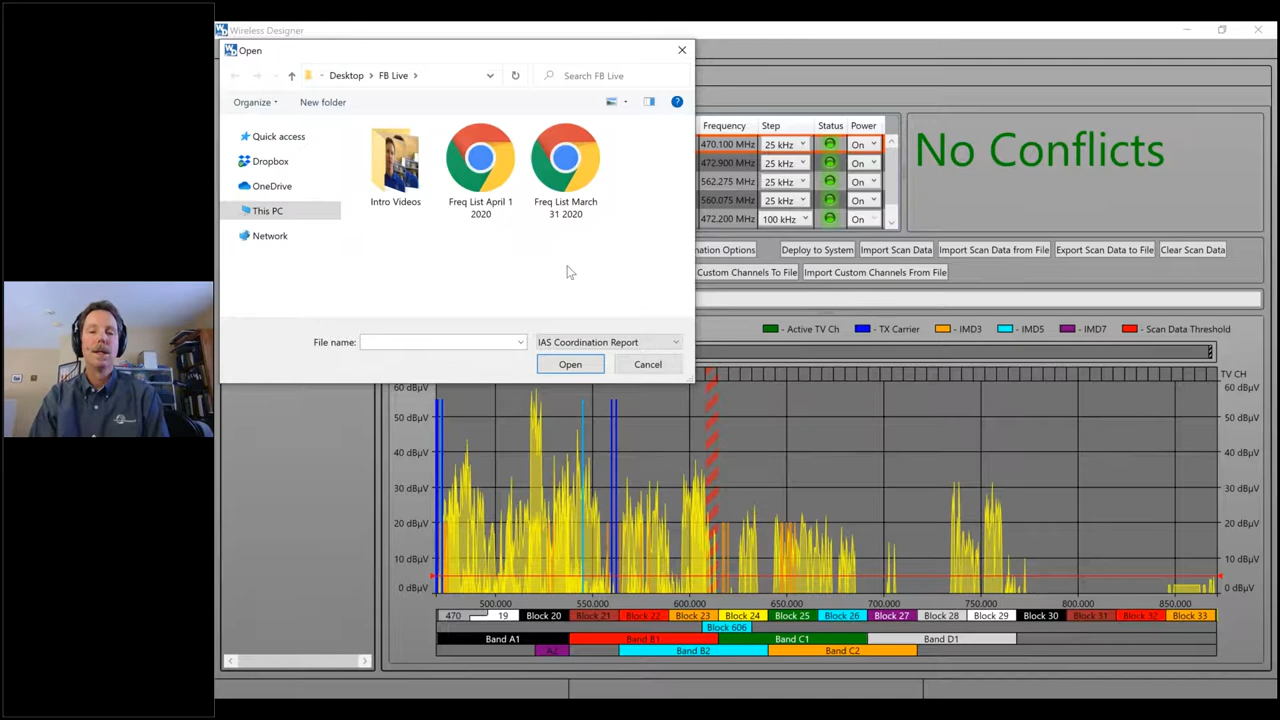 Wireless Designer
Open
Desktop > FB Live >
Search FB Live
Organize
New folder
Quick access
Dropbox
OneDrive
This PC
Network
Intro Videos
Freq List April 1
2020
Freq List March
31 2020
File name:
IAS Coordination Report
Open
Cancel
Frequency Step Status Power
470.100 MHz 25 kHz On
472.900 MHz 25 kHz On
562.275 MHz 25 kHz On
560.075 MHz 25 kHz On
472.200 MHz 100 kHz On
No Conflicts
nation Options Deploy to System Import Scan Data Import Scan Data from File Export Scan Data to File Clear Scan Data
Custom Channels To File Import Custom Channels From File
- Active TV Ch - TX Carrier - IMD3 - IMD5 - IMD7 - Scan Data Threshold
TV CH
60 dBµV 60 dBµV
50 dBµV 50 dBµV
40 dBµV 40 dBµV
30 dBµV 30 dBµV
20 dBµV 20 dBµV
10 dBµV 10 dBµV
0 dBµV 0 dBµV
500.000 550.000 600.000 650.000 700.000 750.000 800.000 850.000
470 19 Block 20 Block 21 Block 22 Block 23 Block 24 Block 25 Block 26 Block 27 Block 28 Block 29 Block 30 Block 31 Block 32 Block 33
Block 606
Band A1 Band B1 Band C1 Band D1
A2 Band B2 Band C2